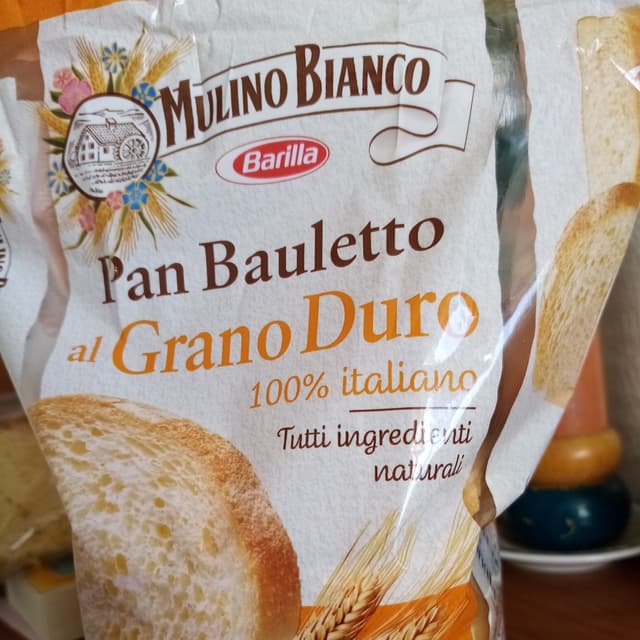 MULINO BIANCO
Barilla
Pan Bauletto
al Grano Duro
100% italiano
Tutti ingredienti
naturali